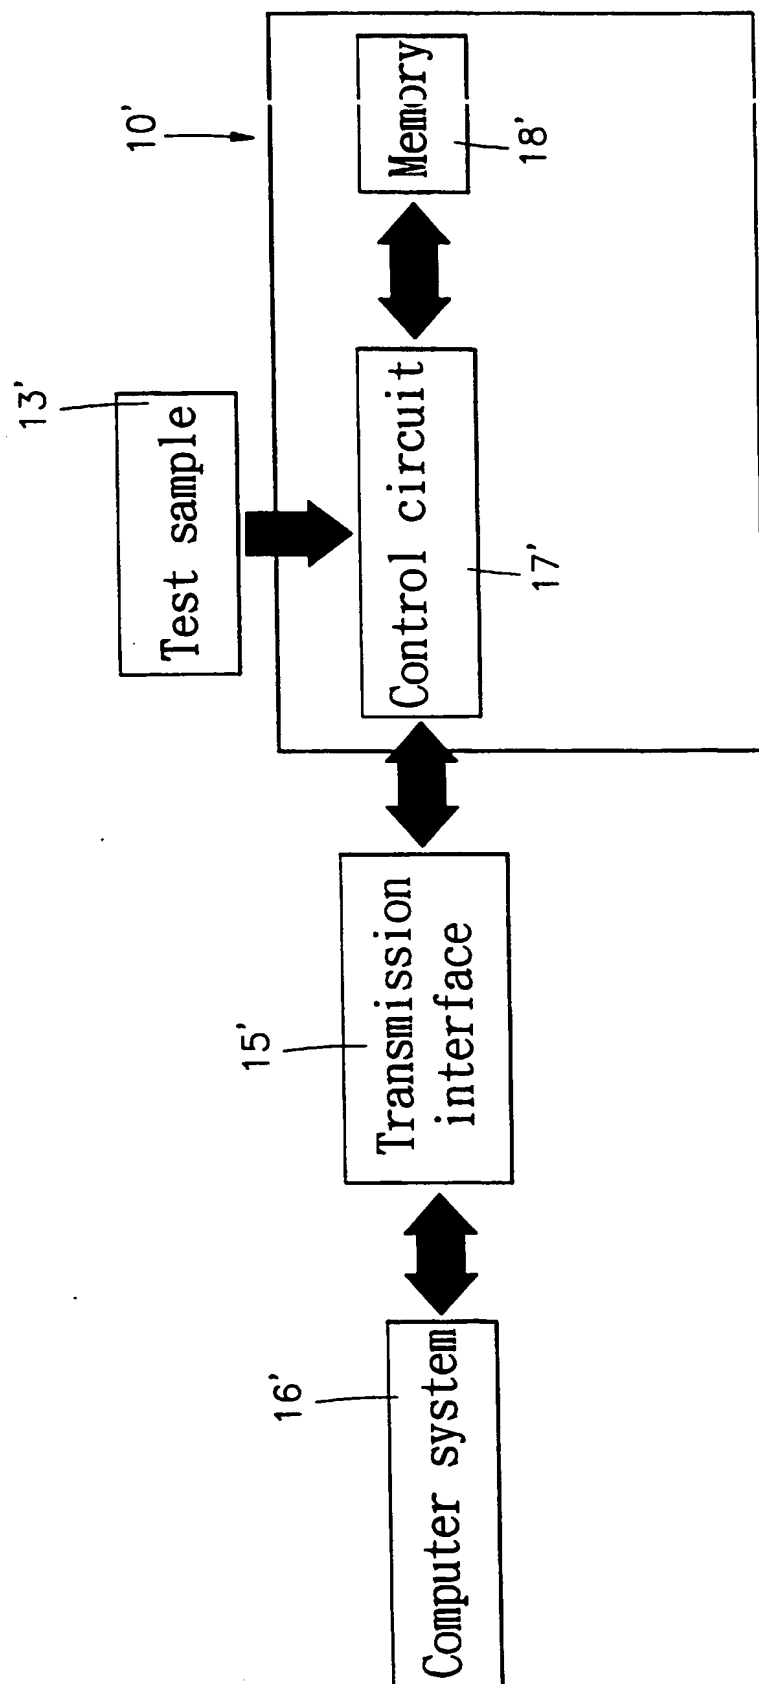 10'
Test sample
13'
Computer system
16'
Transmission
interface
15'
Control circuit
17'
Memory
18'